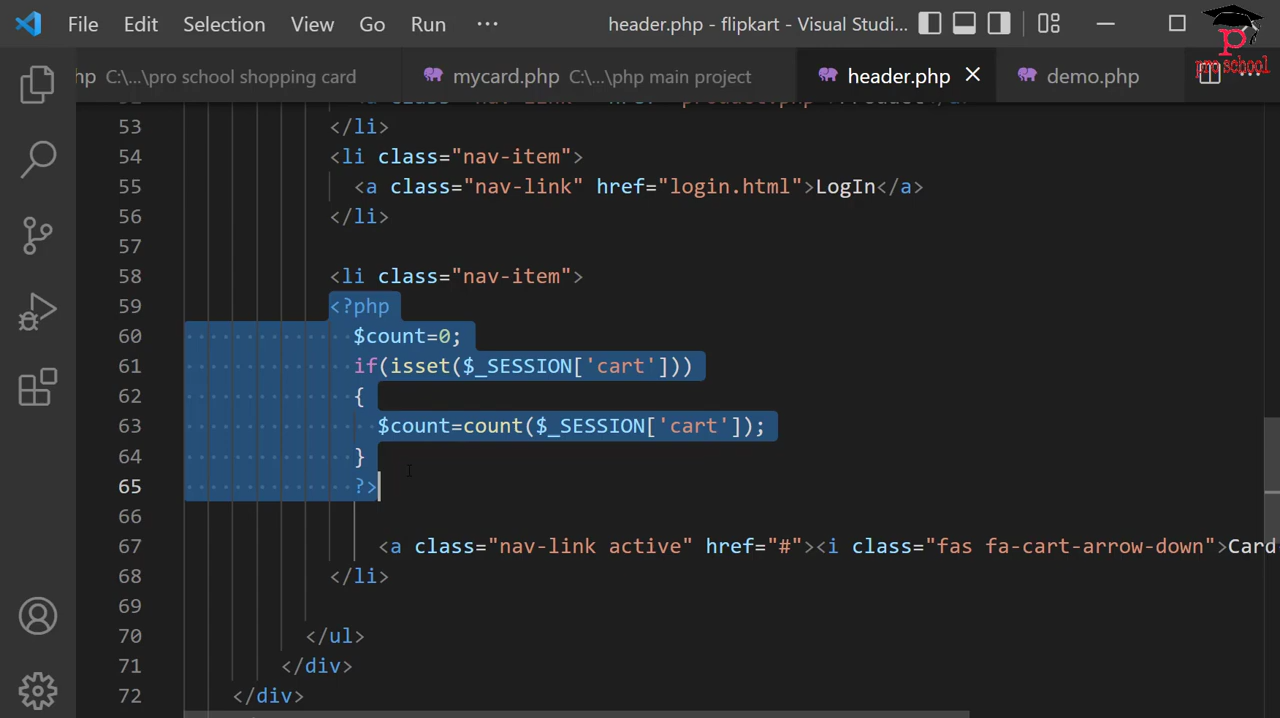 File Edit Selection View Go Run ··· header.php - flipkart - Visual Studi...
p
pro school
hp C:\...\pro school shopping card mycard.php C:\...\php main project header.php demo.php
53 </li>
54 <li class="nav-item">
55 <a class="nav-link" href="login.html">LogIn</a>
56 </li>
57
58 <li class="nav-item">
59 <?php
60 $count=0;
61 if(isset($_SESSION['cart']))
62 {
63 $count=count($_SESSION['cart']);
64 }
65 ?>
66
67 <a class="nav-link active" href="#"><i class="fas fa-cart-arrow-down">Card
68 </li>
69
70 </ul>
71 </div>
72 </div>